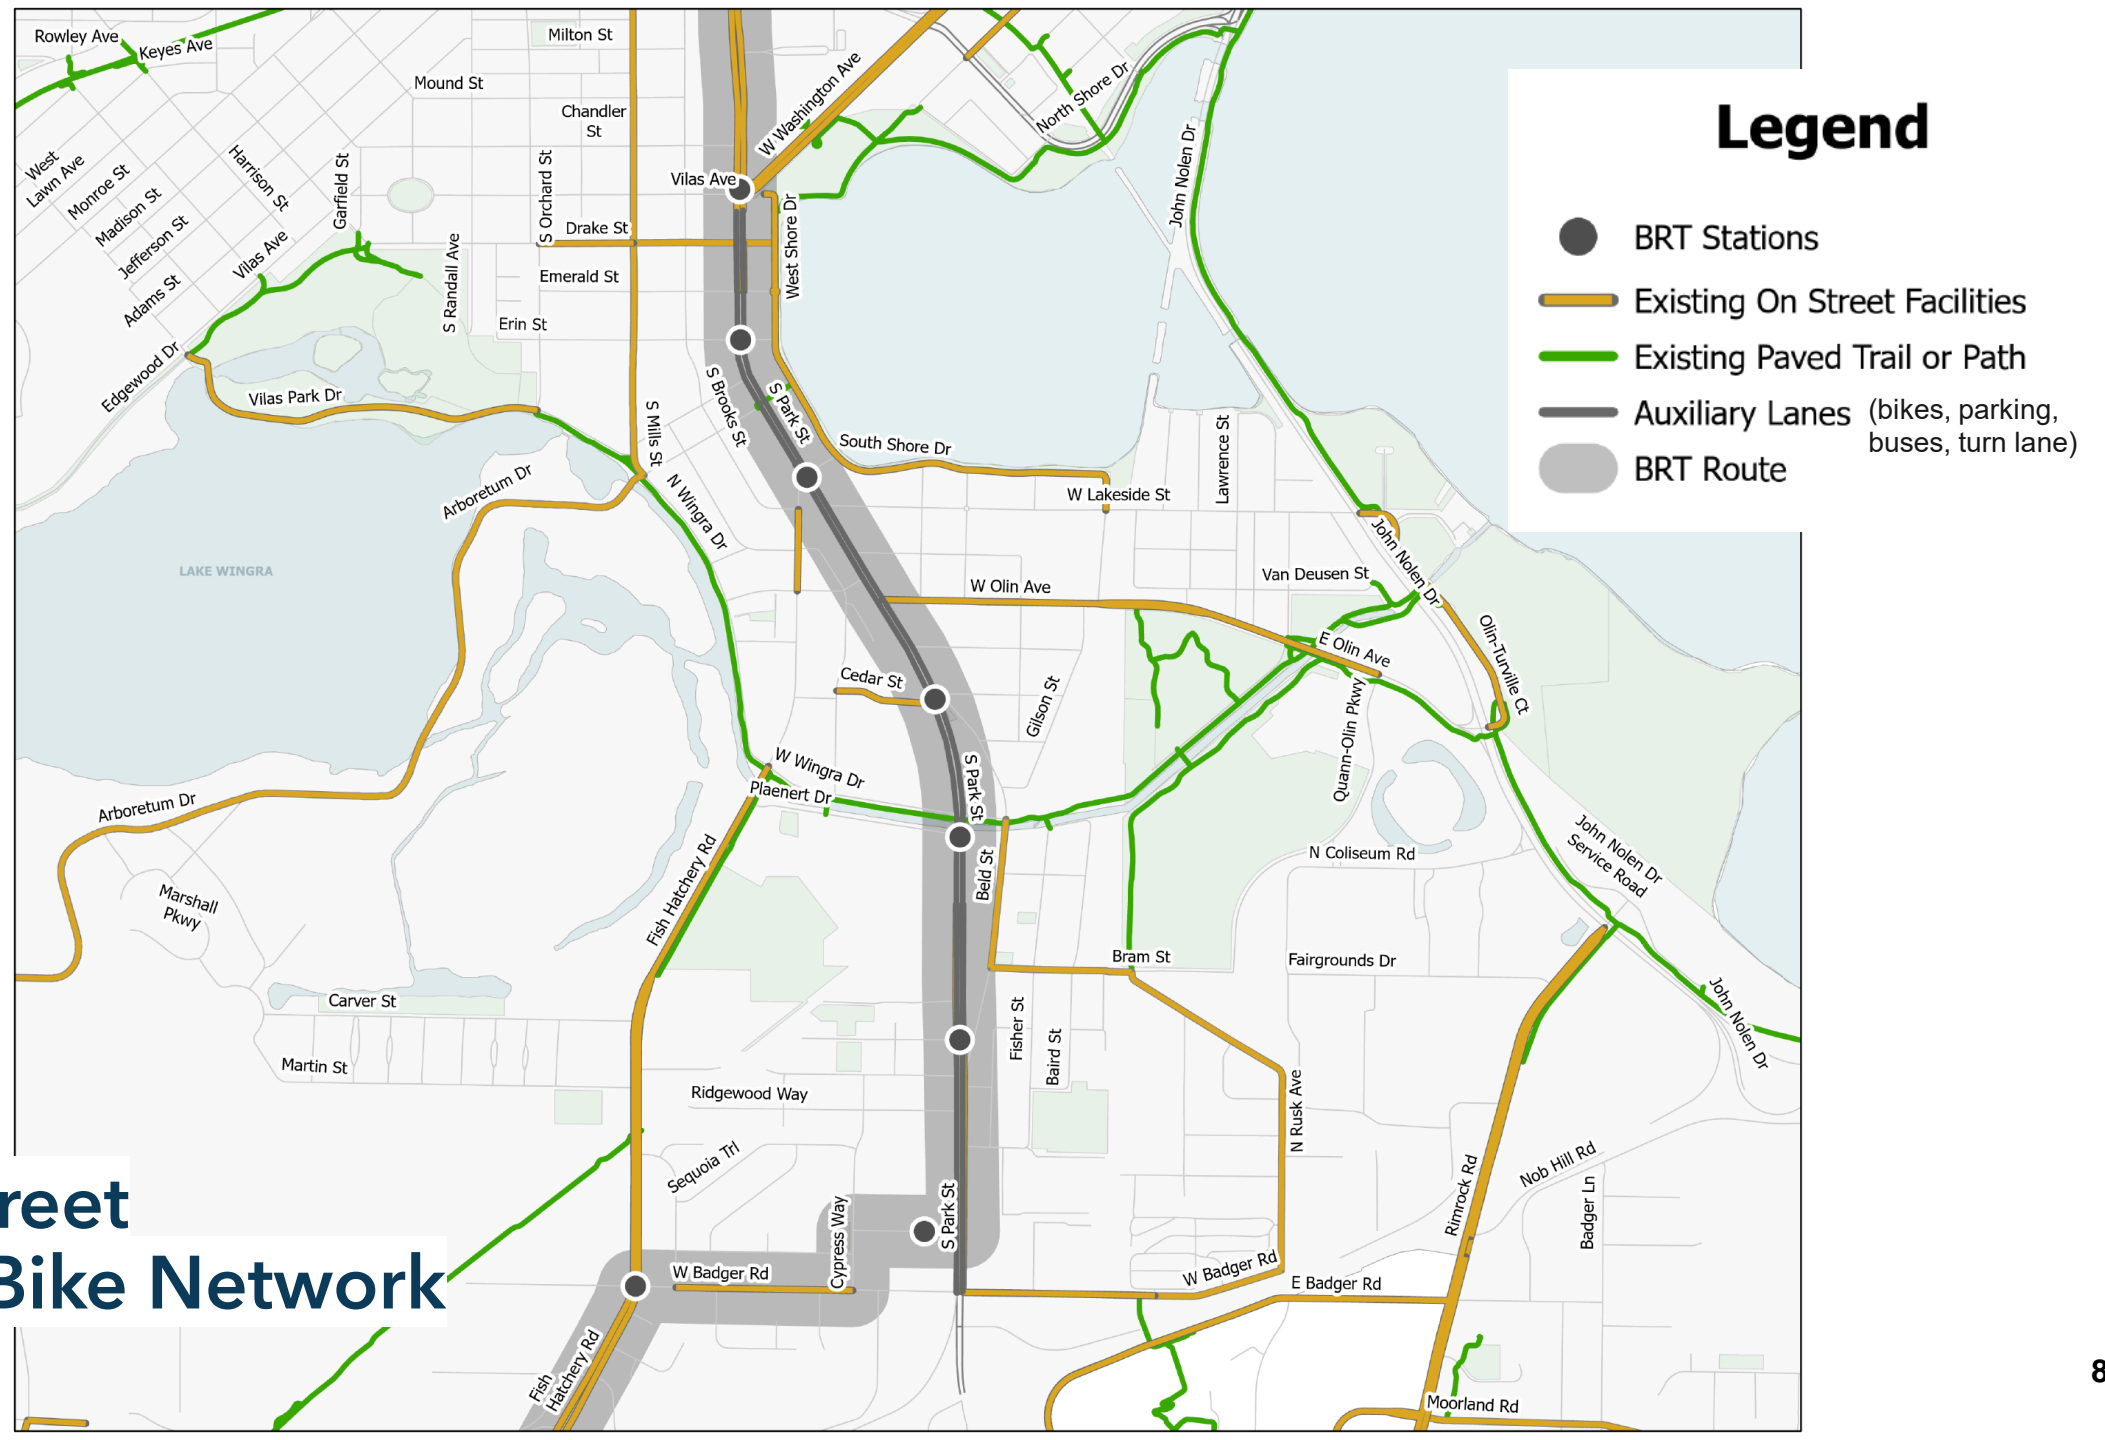 Rowley Ave
Keyes Ave
Milton St
Mound St
Chandler
St
W Washington Ave
North Shore Dr
John Nolen Dr
West
Lawn Ave
Monroe St
Madison St
Jefferson St
Adams St
Harrison St
Garfield St
Vilas Ave
S Orchard St
Vilas Ave
Drake St
West Shore Dr
S Randall Ave
Emerald St
Erin St
Edgewood Dr
Vilas Park Dr
S Brooks St
S Park St
S Mills St
South Shore Dr
Lawrence St
W Lakeside St
Arboretum Dr
N Wingra Dr
John Nolen Dr
LAKE WINGRA
Van Deusen St
W Olin Ave
E Olin Ave
Olin-Turville Ct
Cedar St
Gilson St
Quann-Olin Pkwy
W Wingra Dr
Plaenert Dr
S Park St
Arboretum Dr
Fish Hatchery Rd
Beld St
N Coliseum Rd
John Nolen Dr
Service Road
Marshall
Pkwy
Bram St
Fairgrounds Dr
Carver St
Fisher St
Baird St
John Nolen Dr
Martin St
Ridgewood Way
N Rusk Ave
Sequoia Trl
Nob Hill Rd
Rimrock Rd
Badger Ln
Cypress Way
S Park St
W Badger Rd
W Badger Rd
E Badger Rd
Fish
Hatchery Rd
Moorland Rd
reet
Bike Network
Legend
BRT Stations
Existing On Street Facilities
Existing Paved Trail or Path
Auxiliary Lanes (bikes, parking,
buses, turn lane)
BRT Route
8